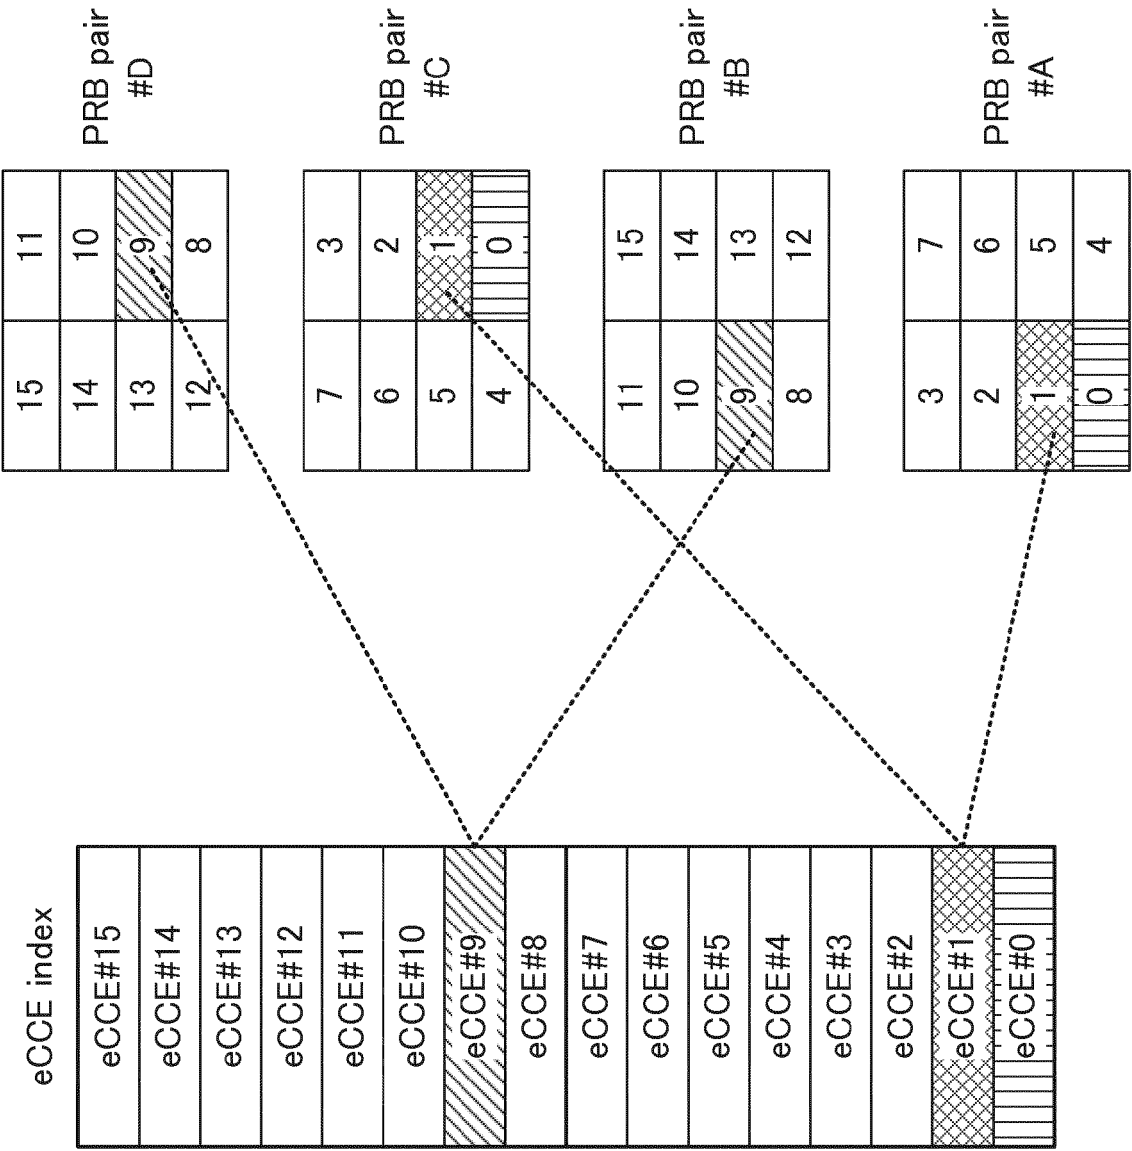 eCCE index
eCCE#15
eCCE#14
eCCE#13
eCCE#12
eCCE#11
eCCE#10
eCCE#9
eCCE#8
eCCE#7
eCCE#6
eCCE#5
eCCE#4
eCCE#3
eCCE#2
eCCE#1
eCCE#0
15 11
14 10
13 9
12 8
PRB pair
#D
7 3
6 2
5 1
4 0
PRB pair
#C
11 15
10 14
9 13
8 12
PRB pair
#B
3 7
2 6
1 5
0 4
PRB pair
#A